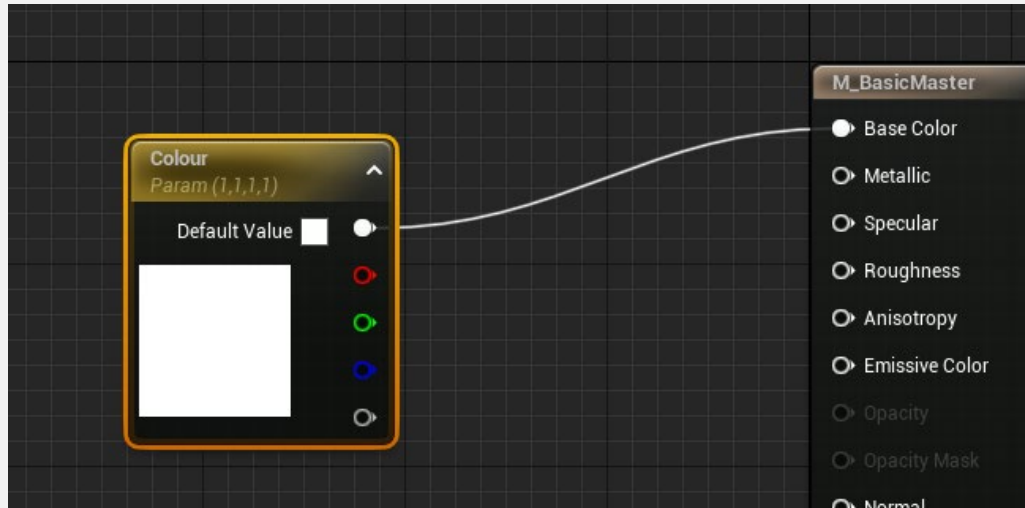 Colour
Param (1,1,1,1)
Default Value
M_BasicMaster
Base Color
Metallic
Specular
Roughness
Anisotropy
Emissive Color
Opacity
Opacity Mask
Normal